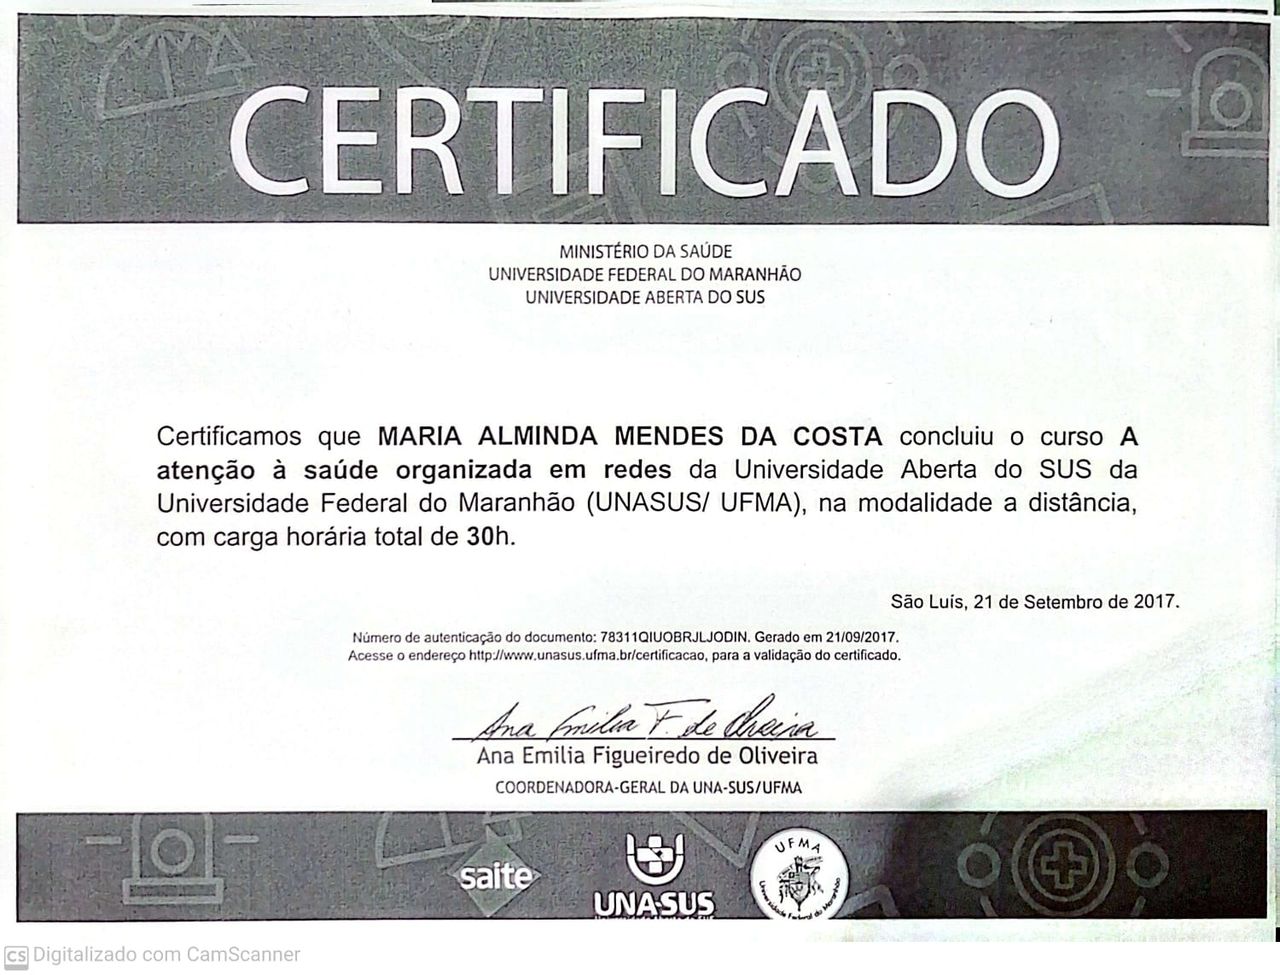 CERTIFICADO
MINISTÉRIO DA SAÚDE
UNIVERSIDADE FEDERAL DO MARANHÃO
UNIVERSIDADE ABERTA DO SUS
Certificamos que MARIA ALMINDA MENDES DA COSTA concluiu o curso A
atenção à saúde organizada em redes da Universidade Aberta do SUS da
Universidade Federal do Maranhão (UNASUS/ UFMA), na modalidade a distância,
com carga horária total de 30h.
São Luís, 21 de Setembro de 2017.
Número de autenticação do documento: 78311QIUOBRJLJODIN. Gerado em 21/09/2017.
Acesse o endereço http://www.unasus.ufma.br/certificacao, para a validação do certificado.
Ana Emilia F. de Oliveira
Ana Emilia Figueiredo de Oliveira
COORDENADORA-GERAL DA UNA-SUS/UFMA
saite
UNA-SUS
UFMA
Universidade Federal do Maranhão
CS Digitalizado com CamScanner